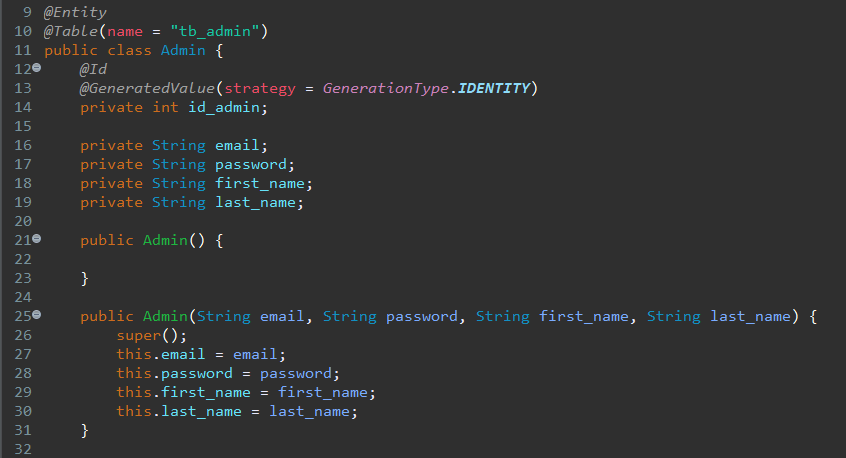 9 @Entity
10 @Table(name = "tb_admin")
11 public class Admin {
12 @Id
13 @GeneratedValue(strategy = GenerationType.IDENTITY)
14 private int id_admin;
15
16 private String email;
17 private String password;
18 private String first_name;
19 private String last_name;
20
21 public Admin() {
22
23 }
24
25 public Admin(String email, String password, String first_name, String last_name) {
26 super();
27 this.email = email;
28 this.password = password;
29 this.first_name = first_name;
30 this.last_name = last_name;
31 }
32